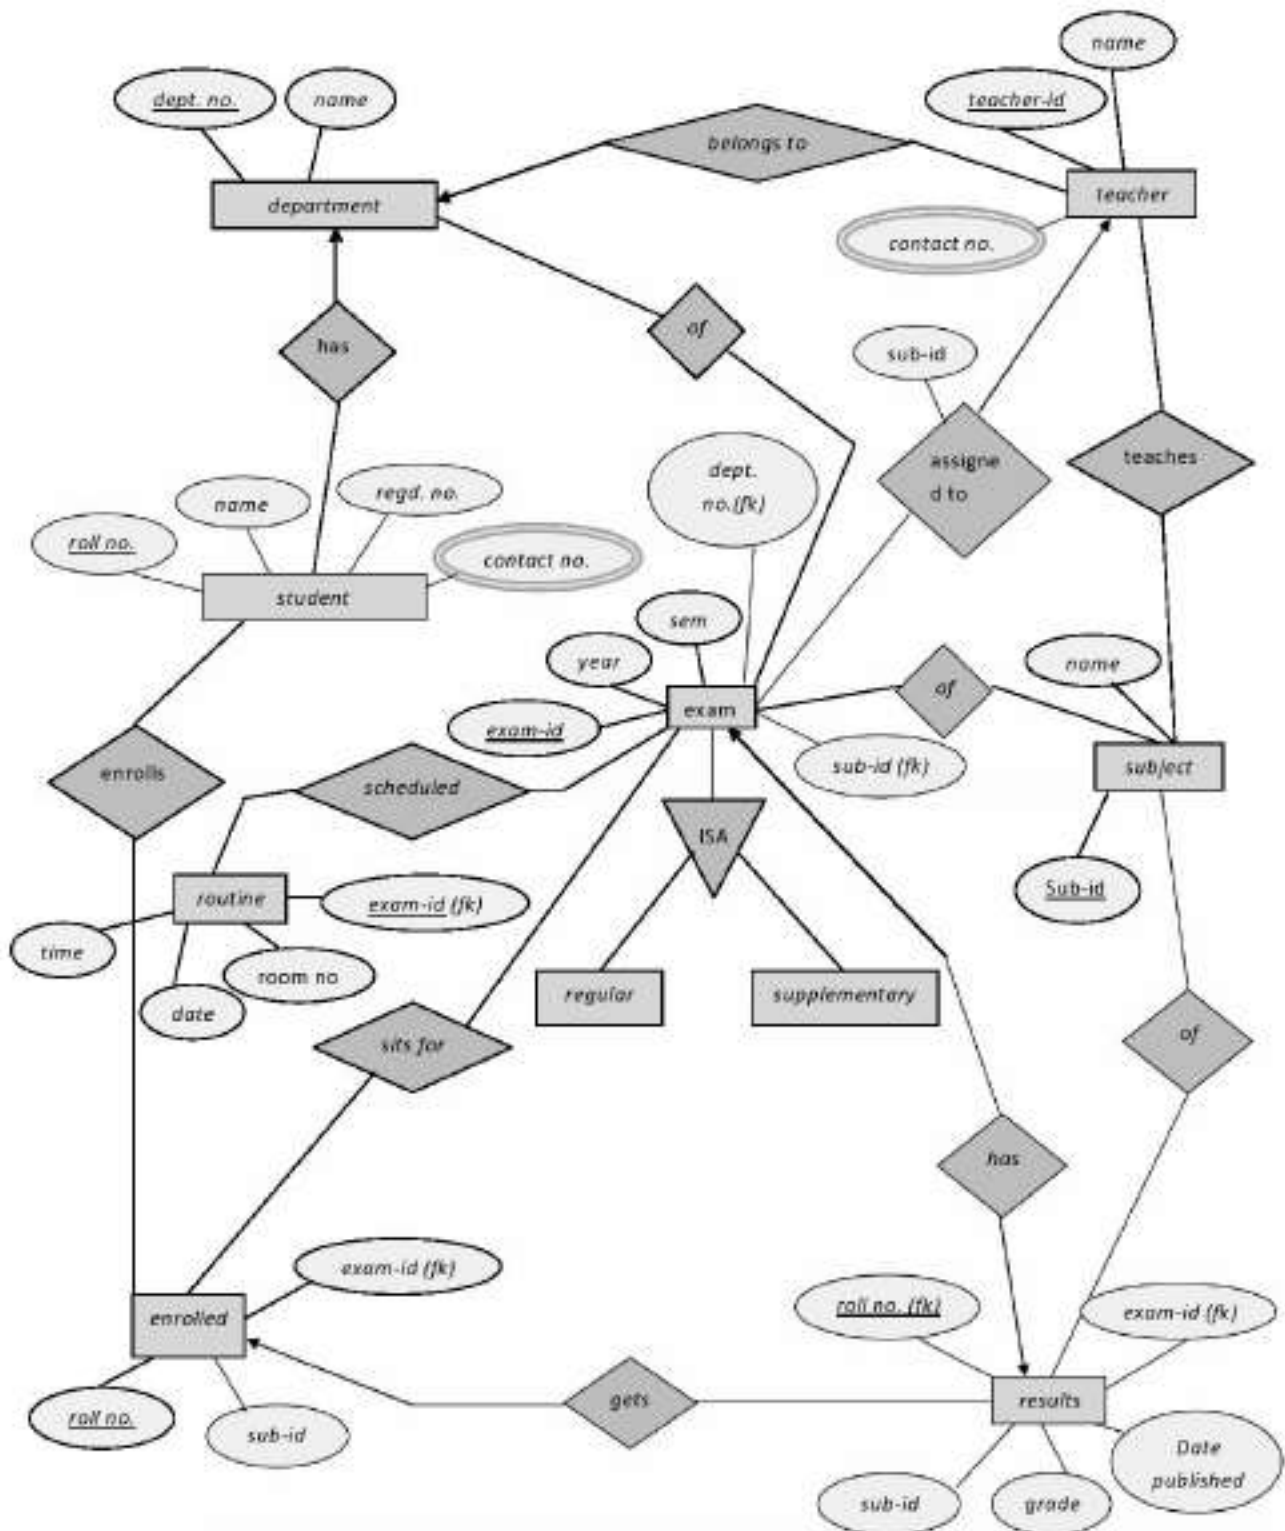 name
dept. no.
name
teacher-id
belongs to
department
teacher
contact no.
of
has
sub-id
dept.
no.(fk)
assigne
d to
teaches
name
regd. no.
roll no.
contact no.
student
sem
year
name
of
exam
exam-id
sub-id (fk)
subject
enrolls
scheduled
ISA
Sub-id
routine
exam-id (fk)
time
room no
date
regular
supplementary
sits for
of
has
exam-id (fk)
enrolled
roll no. (fk)
exam-id (fk)
gets
results
roll no.
sub-id
Date
published
sub-id
grade